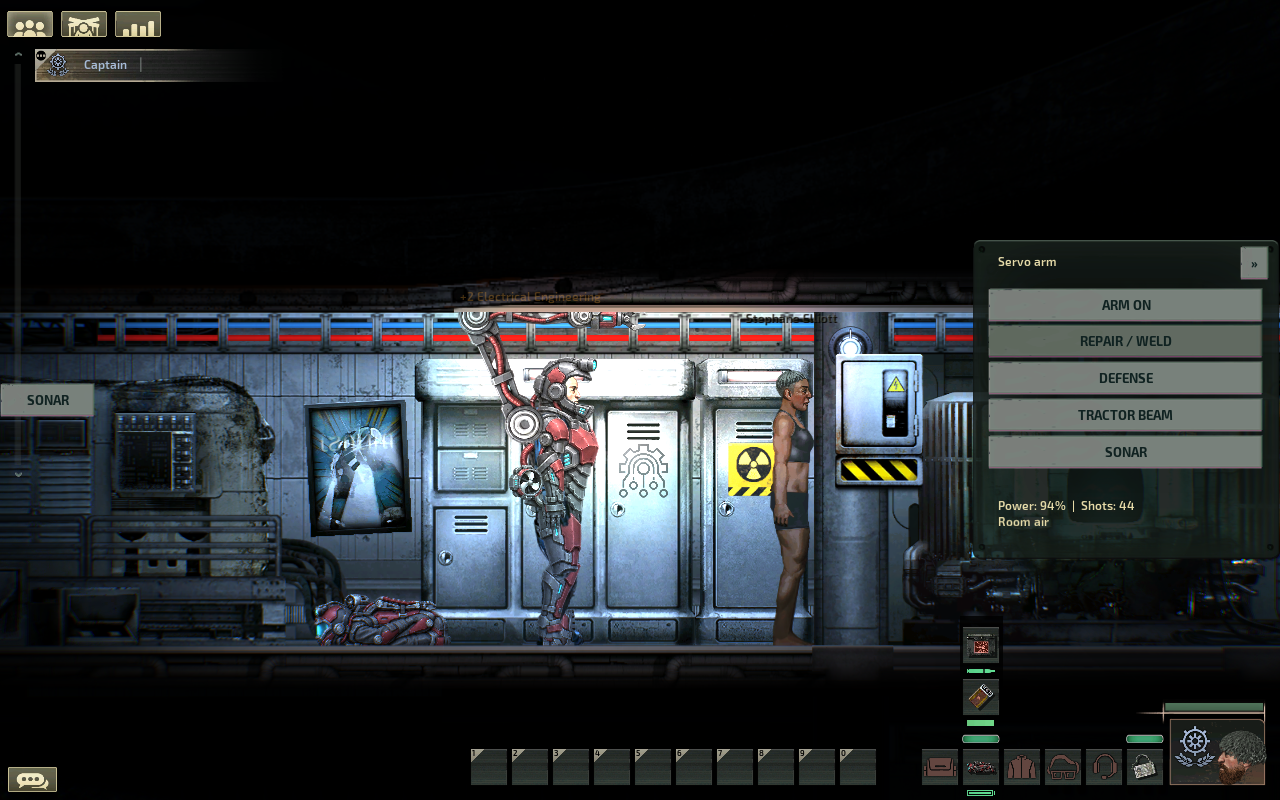 Captain
+2 Electrical Engineering
Servo arm
»
ARM ON
REPAIR / WELD
DEFENSE
TRACTOR BEAM
SONAR
Power: 94% | Shots: 44
Room air
SONAR
1 2 3 4 5 6 7 8 9 0